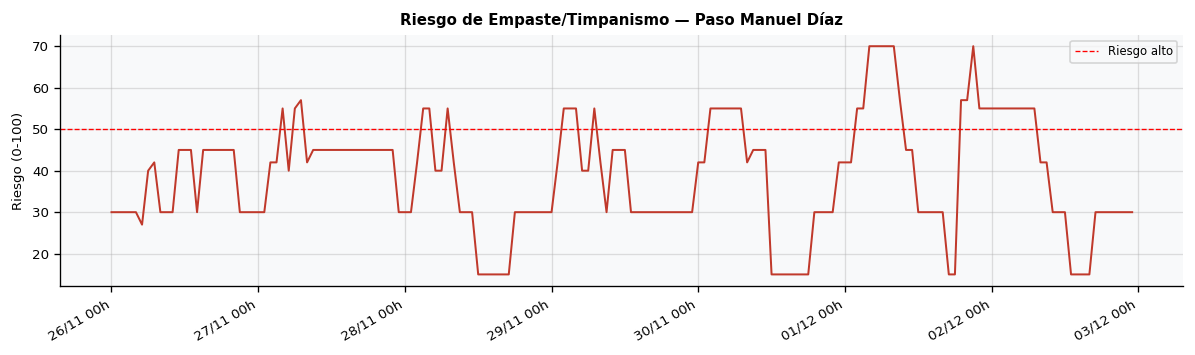 Riesgo de Empaste/Timpanismo — Paso Manuel Díaz
Riesgo (0-100)
70
60
50
40
30
20
Riesgo alto
26/11 00h
27/11 00h
28/11 00h
29/11 00h
30/11 00h
01/12 00h
02/12 00h
03/12 00h